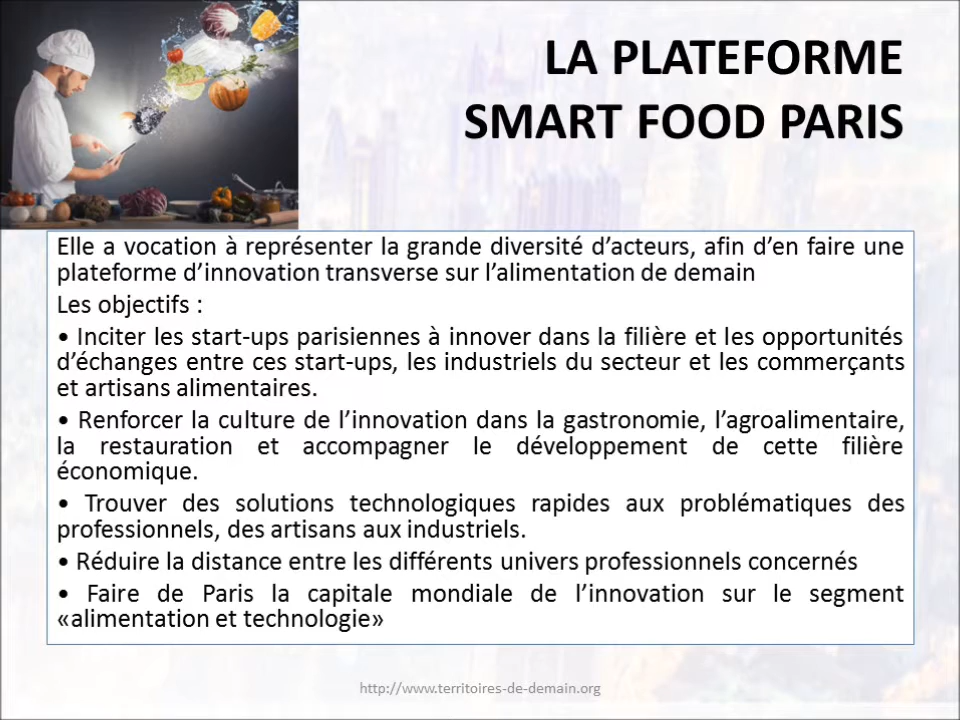 LA PLATEFORME
SMART FOOD PARIS
Elle a vocation à représenter la grande diversité d’acteurs, afin d’en faire une
plateforme d’innovation transverse sur l’alimentation de demain
Les objectifs :
• Inciter les start-ups parisiennes à innover dans la filière et les opportunités
d’échanges entre ces start-ups, les industriels du secteur et les commerçants
et artisans alimentaires.
• Renforcer la culture de l’innovation dans la gastronomie, l’agroalimentaire,
la restauration et accompagner le développement de cette filière
économique.
• Trouver des solutions technologiques rapides aux problématiques des
professionnels, des artisans aux industriels.
• Réduire la distance entre les différents univers professionnels concernés
• Faire de Paris la capitale mondiale de l’innovation sur le segment
«alimentation et technologie»
http://www.territoires-de-demain.org